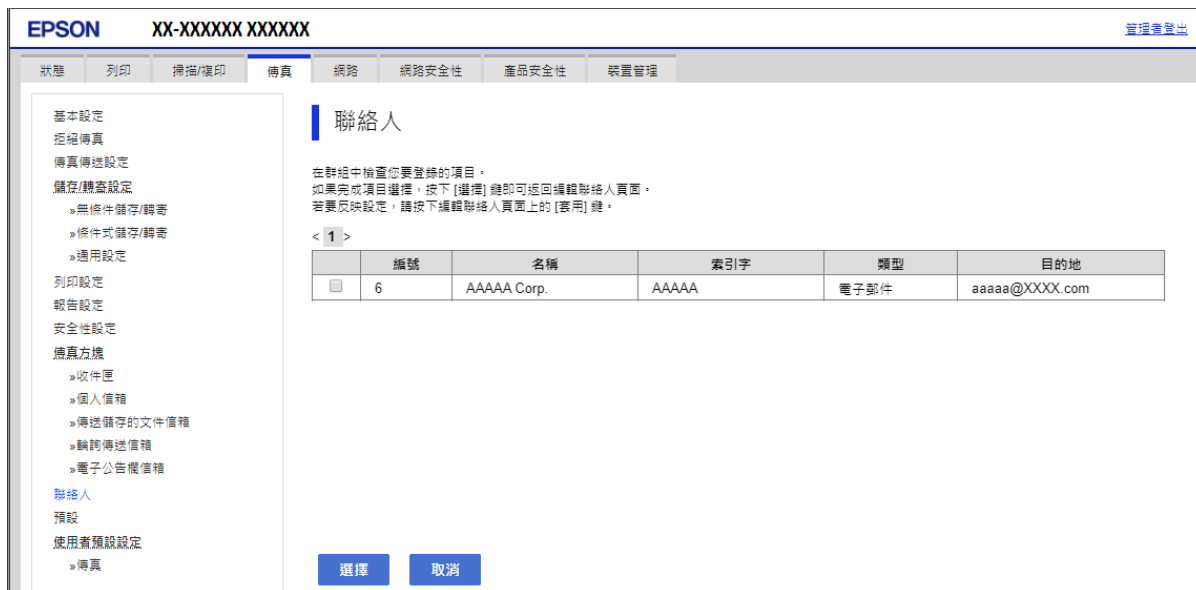 EPSON XX-XXXXXX XXXXXX 管理者登出
狀態 列印 掃描/複印 傳真 網路 網路安全性 產品安全性 裝置管理
基本設定
拒絕傳真
傳真傳送設定
儲存/轉寄設定
»無條件儲存/轉寄
»條件式儲存/轉寄
»通用設定
列印設定
報告設定
安全性設定
傳真方塊
»收件匣
»個人信箱
»傳送儲存的文件信箱
»輪詢傳送信箱
»電子公告欄信箱
聯絡人
預設
使用者預設設定
»傳真
聯絡人
在群組中檢查您要登錄的項目。
如果完成項目選擇，按下 [選擇] 鍵即可返回編輯聯絡人頁面。
若要反映設定，請按下編輯聯絡人頁面上的 [套用] 鍵。
< 1 >
編號 名稱 索引字 類型 目的地
6 AAAAA Corp. AAAAA 電子郵件 aaaaa@XXXX.com
選擇 取消